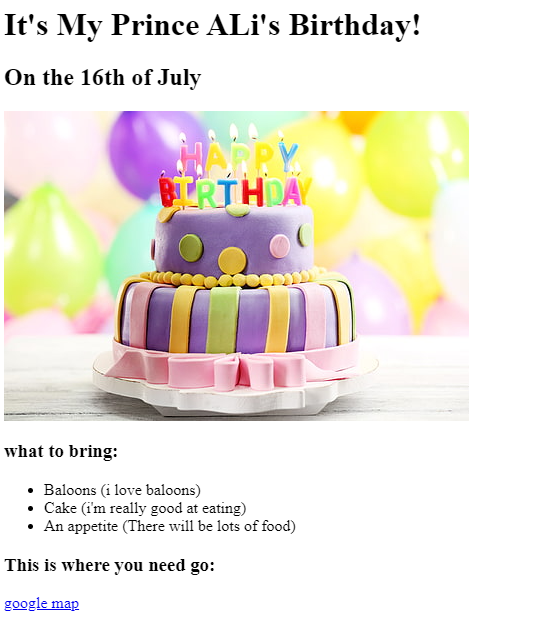 It's My Prince ALi's Birthday!
On the 16th of July
HAPPY
BIRTHDAY
what to bring:
Baloons (i love baloons)
Cake (i'm really good at eating)
An appetite (There will be lots of food)
This is where you need go:
google map